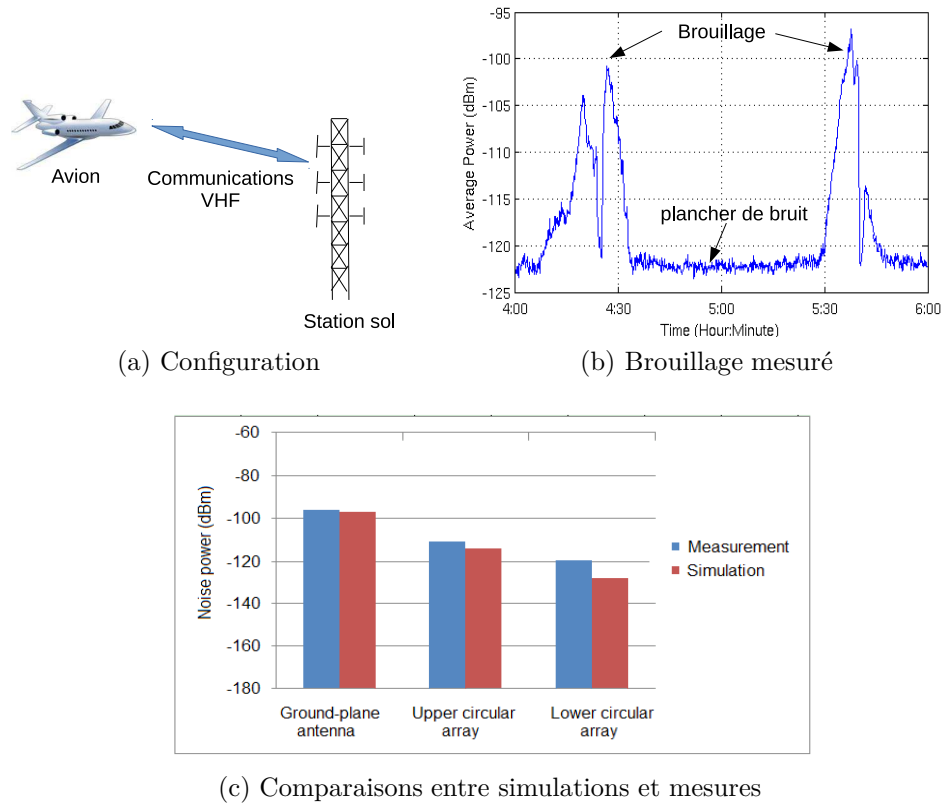 Avion
Communications
VHF
Station sol
(a) Configuration
Brouillage
plancher de bruit
Average Power (dBm)
-95
-100
-105
-110
-115
-120
-125
4:00
4:30
5:00
5:30
6:00
Time (Hour:Minute)
(b) Brouillage mesuré
Noise power (dBm)
-60
-80
-100
-120
-140
-160
-180
Ground-plane
antenna
Upper circular
array
Lower circular
array
Measurement
Simulation
(c) Comparaisons entre simulations et mesures